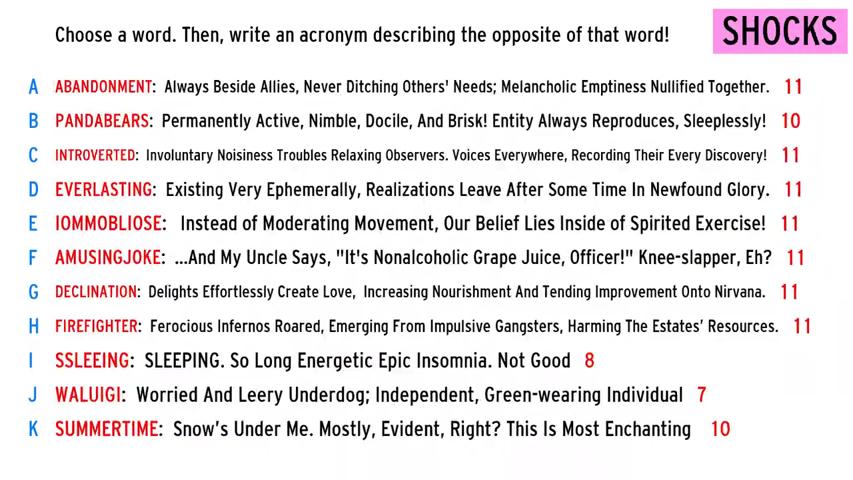 Choose a word. Then, write an acronym describing the opposite of that word!
SHOCKS
A ABANDONMENT: Always Beside Allies, Never Ditching Others' Needs; Melancholic Emptiness Nullified Together. 11
B PANDABEARS: Permanently Active, Nimble, Docile, And Brisk! Entity Always Reproduces, Sleeplessly! 10
C INTROVERTED: Involuntary Noisiness Troubles Relaxing Observers. Voices Everywhere, Recording Their Every Discovery! 11
D EVERLASTING: Existing Very Ephemerally, Realizations Leave After Some Time In Newfound Glory. 11
E IOMMOBLIOSE: Instead of Moderating Movement, Our Belief Lies Inside of Spirited Exercise! 11
F AMUSINGJOKE: ...And My Uncle Says, "It's Nonalcoholic Grape Juice, Officer!" Knee-slapper, Eh? 11
G DECLINATION: Delights Effortlessly Create Love, Increasing Nourishment And Tending Improvement Onto Nirvana. 11
H FIREFIGHTER: Ferocious Infernos Roared, Emerging From Impulsive Gangsters, Harming The Estates' Resources. 11
I SSLEEING: SLEEPING. So Long Energetic Epic Insomnia. Not Good 8
J WALUIGI: Worried And Leery Underdog; Independent, Green-wearing Individual 7
K SUMMERTIME: Snow's Under Me. Mostly, Evident, Right? This Is Most Enchanting 10